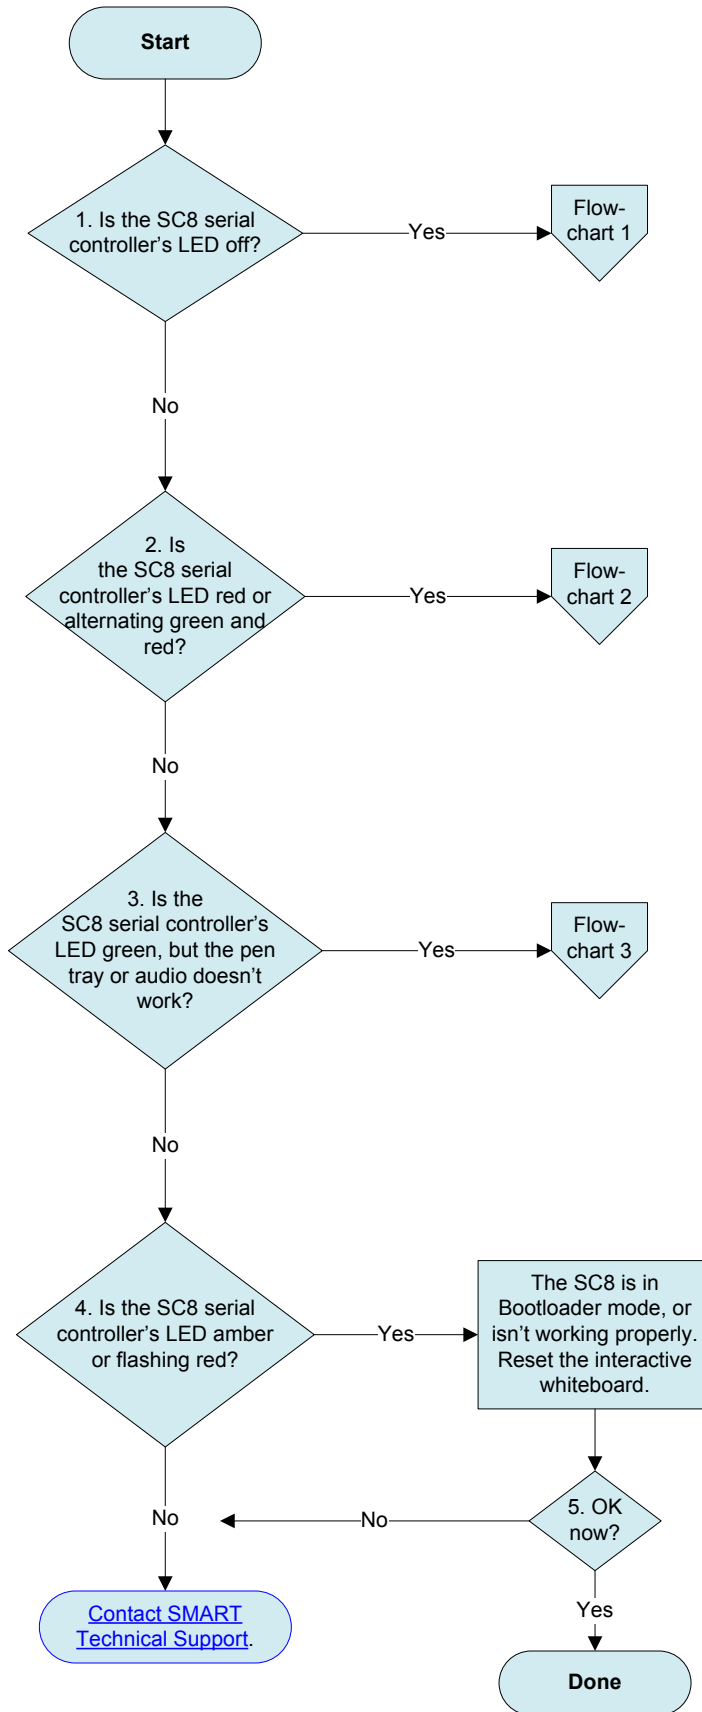 Start
1. Is the SC8 serial
controller's LED off?
Yes
Flow-
chart 1
No
2. Is
the SC8 serial
controller's LED red or
alternating green and
red?
Yes
Flow-
chart 2
No
3. Is the
SC8 serial controller's
LED green, but the pen
tray or audio doesn't
work?
Yes
Flow-
chart 3
No
4. Is the SC8 serial
controller's LED amber
or flashing red?
Yes
The SC8 is in
Bootloader mode, or
isn't working properly.
Reset the interactive
whiteboard.
No
No
5. OK
now?
Contact SMART
Technical Support.
Yes
Done